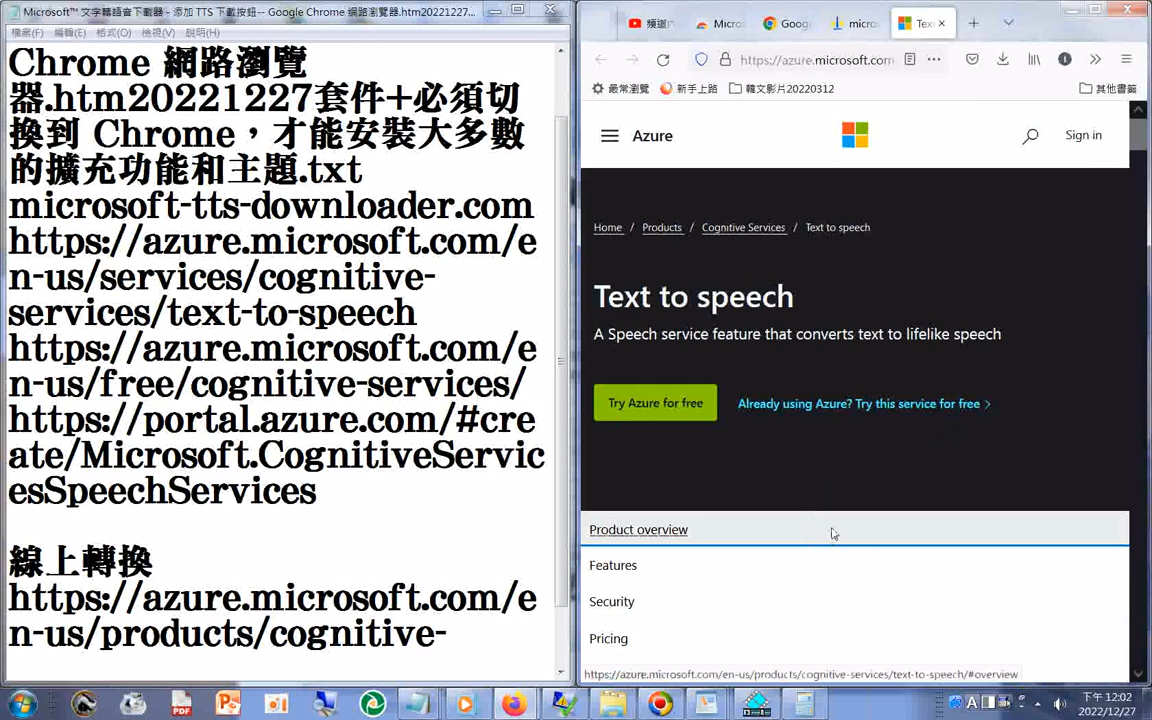 Microsoft™ 文字轉語音下載器 - 添加 TTS 下載按鈕-- Google Chrome 網路瀏覽器.htm20221227...
檔案(F) 編輯(E) 格式(O) 檢視(V) 說明(H)
Chrome 網路瀏覽
器.htm20221227套件+必須切
換到 Chrome，才能安裝大多數
的擴充功能和主題.txt
microsoft-tts-downloader.com
https://azure.microsoft.com/e
n-us/services/cognitive-
services/text-to-speech
https://azure.microsoft.com/e
n-us/free/cognitive-services/
https://portal.azure.com/#cre
ate/Microsoft.CognitiveServic
esSpeechServices
線上轉換
https://azure.microsoft.com/e
n-us/products/cognitive-
頻道 Micros Goog micros Text
https://azure.microsoft.com
最常瀏覽 新手上路 韓文影片20220312 其他書籤
Azure
Sign in
Home / Products / Cognitive Services / Text to speech
Text to speech
A Speech service feature that converts text to lifelike speech
Try Azure for free
Already using Azure? Try this service for free >
Product overview
Features
Security
Pricing
https://azure.microsoft.com/en-us/products/cognitive-services/text-to-speech/#overview
PDF
A
下午 12:02
2022/12/27